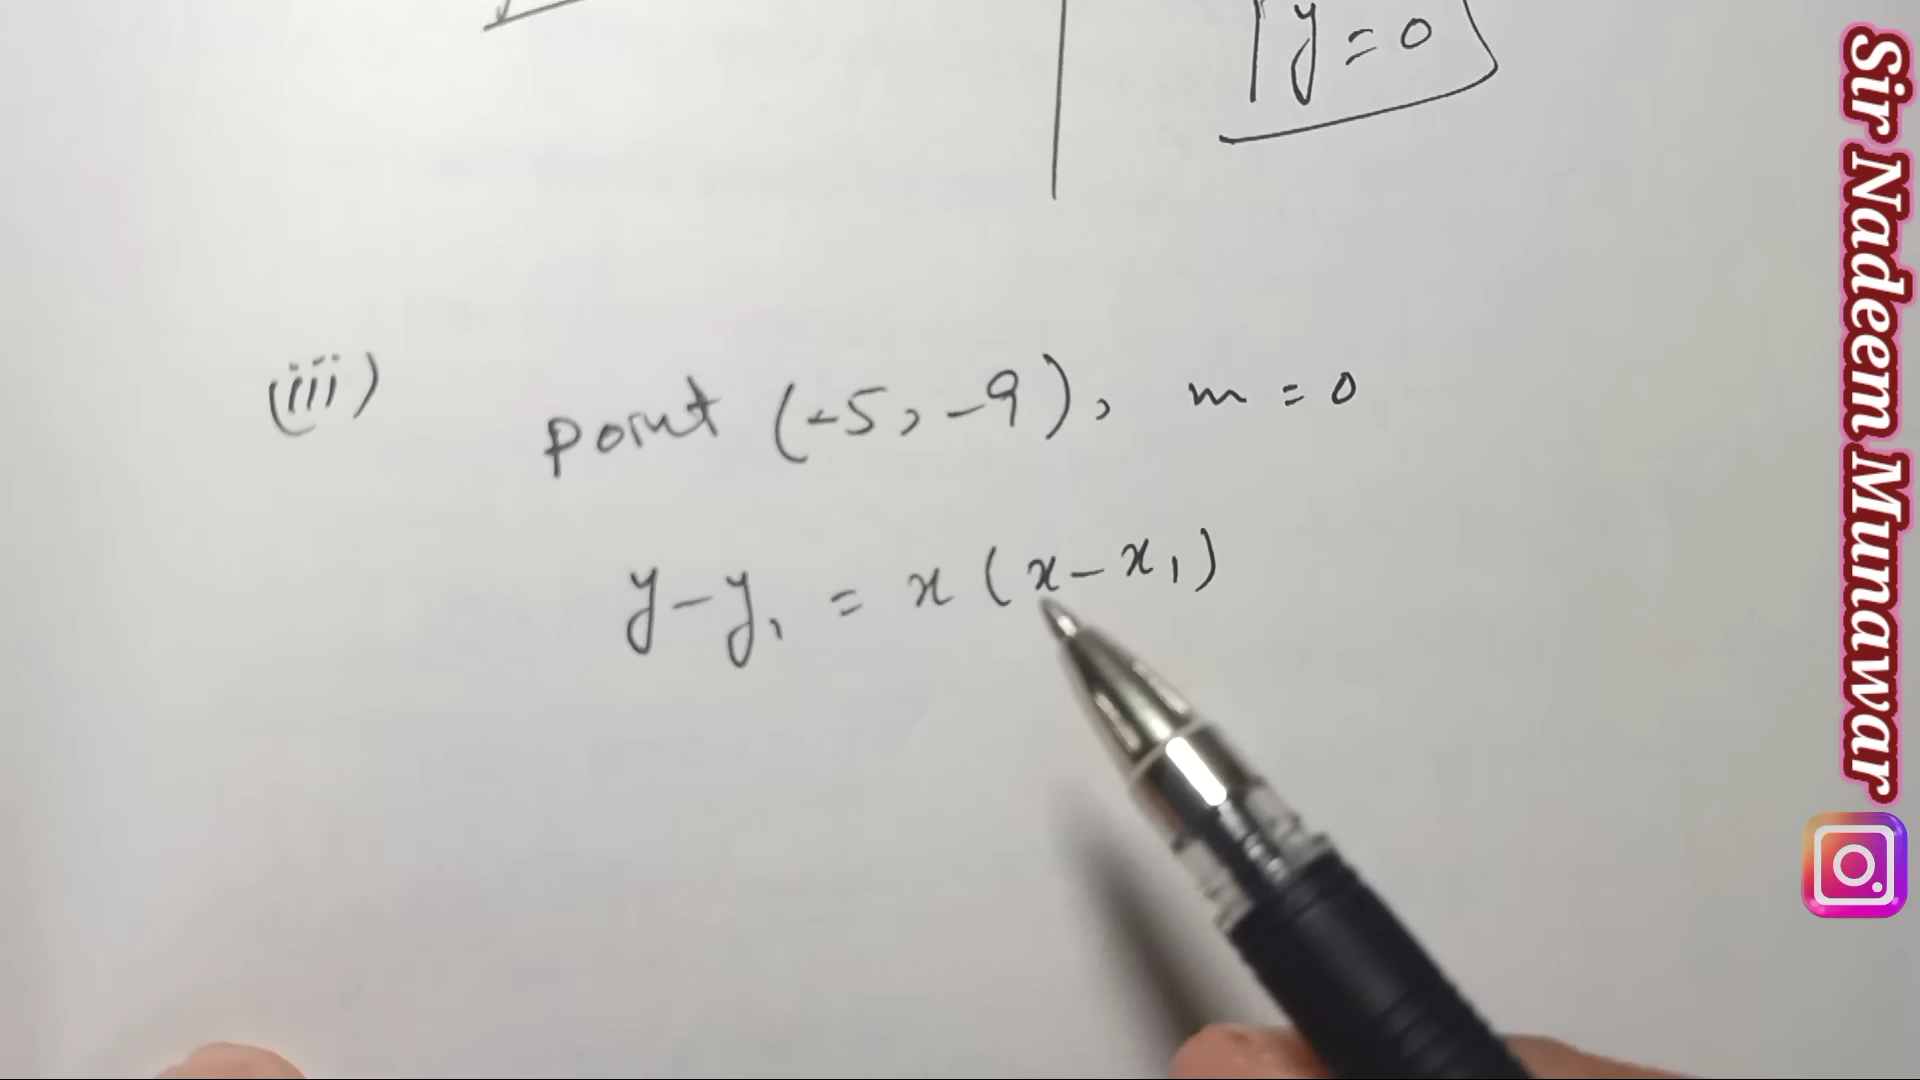 y = 0
(iii) point (-5, -9), m = 0
y - y₁ = x (x - x₁)
Sir Nadeem Munawar